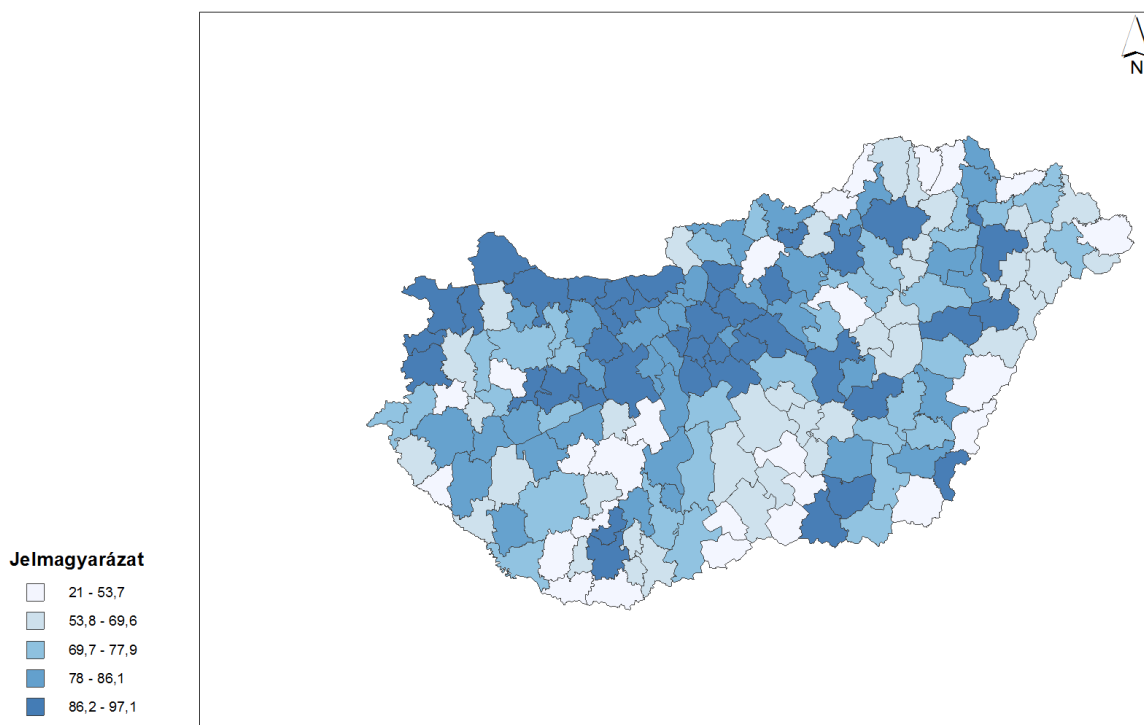 N
Jelmagyarázat
21 - 53,7
53,8 - 69,6
69,7 - 77,9
78 - 86,1
86,2 - 97,1